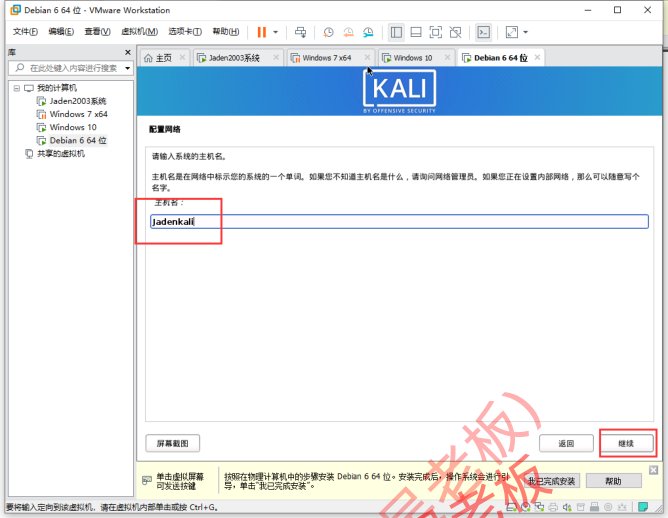 Debian 6 64 位 - VMware Workstation
文件(F) 编辑(E) 查看(V) 虚拟机(M) 选项卡(T) 帮助(H)
库
在此处键入内容进行搜索
我的计算机
Jaden2003系统
Windows 7 x64
Windows 10
Debian 6 64 位
共享的虚拟机
主页 Jaden2003系统 Windows 7 x64 Windows 10 Debian 6 64 位
KALI
BY OFFENSIVE SECURITY
配置网络
请输入系统的主机名。
主机名是在网络中标示您的系统的一个单词。如果您不知道主机名是什么，请询问网络管理员。如果您正在设置内部网络，那么可以随意写个
名字。
主机名：
Jadenkali
屏幕截图 返回 继续
单击虚拟屏幕
可发送按键
按照在物理计算机中的步骤安装 Debian 6 64 位。安装完成后，操作系统会进行引
导，单击“我已完成安装”。
我已完成安装 帮助
要将输入定向到该虚拟机，请在虚拟机内部单击或按 Ctrl+G。
老板)
老板